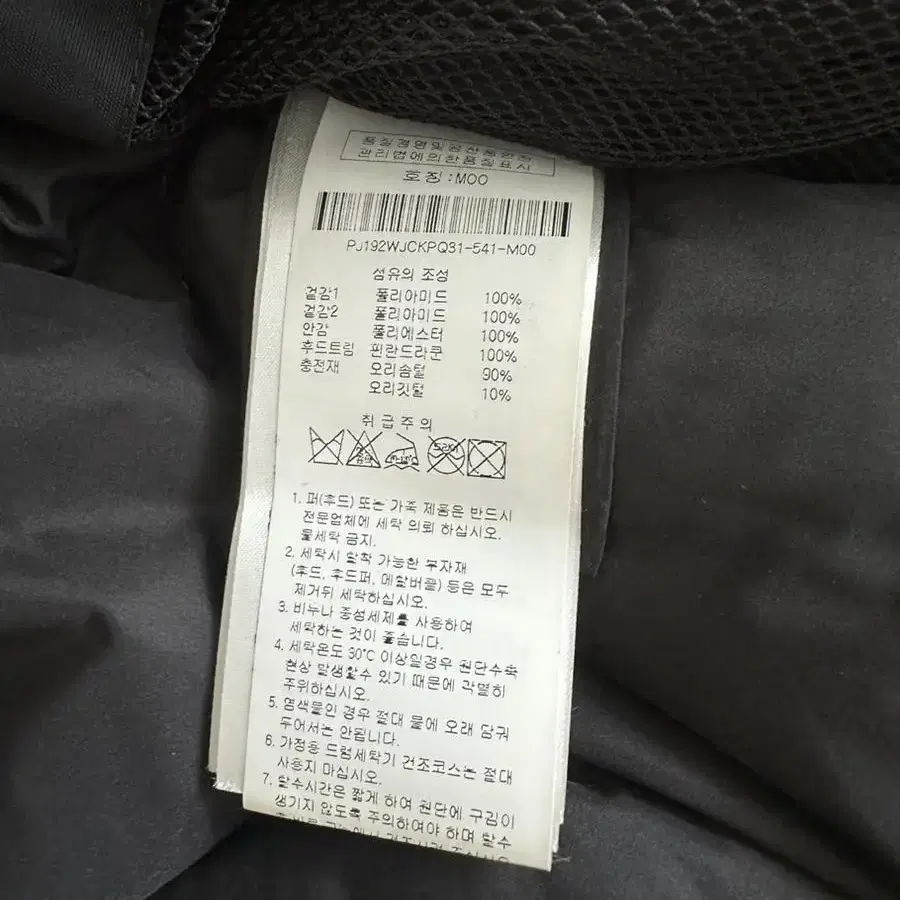 품질경영및공산품안전
관리법에의한품질표시
호칭:M00
PJ192WJCKPQ31-541-M00
섬유의 조성
겉감1 폴리아미드 100%
겉감2 폴리아미드 100%
안감 폴리에스터 100%
후드트림 핀란드라쿤 100%
충전재 오리솜털 90%
오리깃털 10%
취급주의
드라이
1. 퍼(후드) 또는 가죽 제품은 반드시
전문업체에 세탁 의뢰 하십시오.
물세탁 금지.
2. 세탁시 탈착 가능한 부자재
(후드, 후드퍼, 메탈버클) 등은 모두
제거뒤 세탁하십시오.
3. 비누나 중성세제를 사용하여
세탁하는 것이 좋습니다.
4. 세탁온도 30℃ 이상일경우 원단수축
현상 발생할수 있기 때문에 각별히
주위하십시오.
5. 염색물인 경우 절대 물에 오래 담궈
두어서는 안됩니다.
6. 가정용 드럼세탁기 건조코스는 절대
사용지 마십시오.
7. 탈수시간은 짧게 하여 원단에 구김이
생기지 않도록 주의하여야 하며 탈수